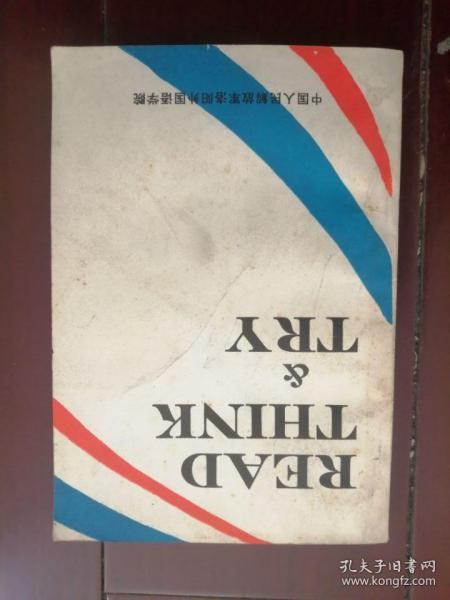 READ
THINK
&
TRY
中国人民解放军洛阳外国语学院
孔夫子旧书网
www.kongfz.com